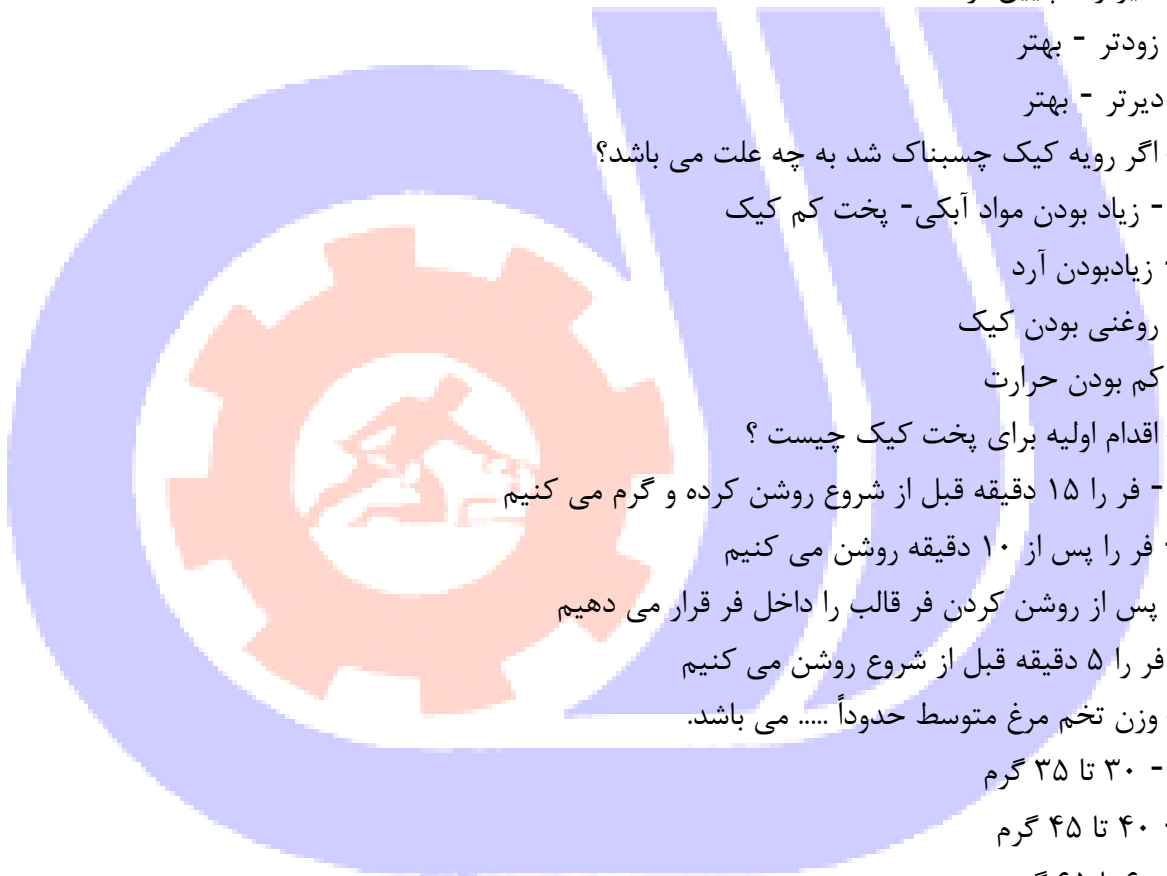 زودتر - بهتر
دیرتر - بهتر
اگر رویه کیک چسبناک شد به چه علت می باشد؟
- زیاد بودن مواد آبکی- پخت کم کیک
زیادبودن آرد
روغنی بودن کیک
کم بودن حرارت
اقدام اولیه برای پخت کیک چیست ؟
- فر را ۱۵ دقیقه قبل از شروع روشن کرده و گرم می کنیم
فر را پس از ۱۰ دقیقه روشن می کنیم
پس از روشن کردن فر قالب را داخل فر قرار می دهیم
فر را ۵ دقیقه قبل از شروع روشن می کنیم
وزن تخم مرغ متوسط حدوداً ..... می باشد.
- ۳۰ تا ۳۵ گرم
۴۰ تا ۴۵ گرم